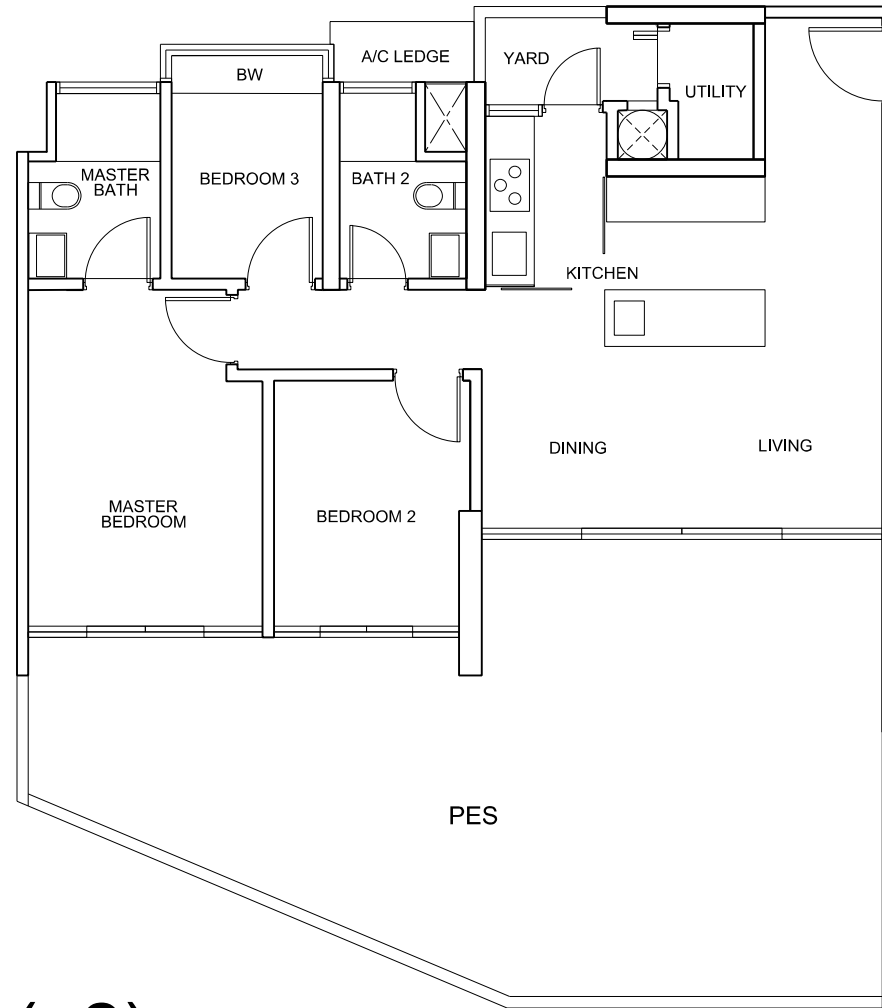 A/C LEDGE
YARD
BW
UTILITY
MASTER
BATH
BEDROOM 3
BATH 2
KITCHEN
DINING
LIVING
MASTER
BEDROOM
BEDROOM 2
PES